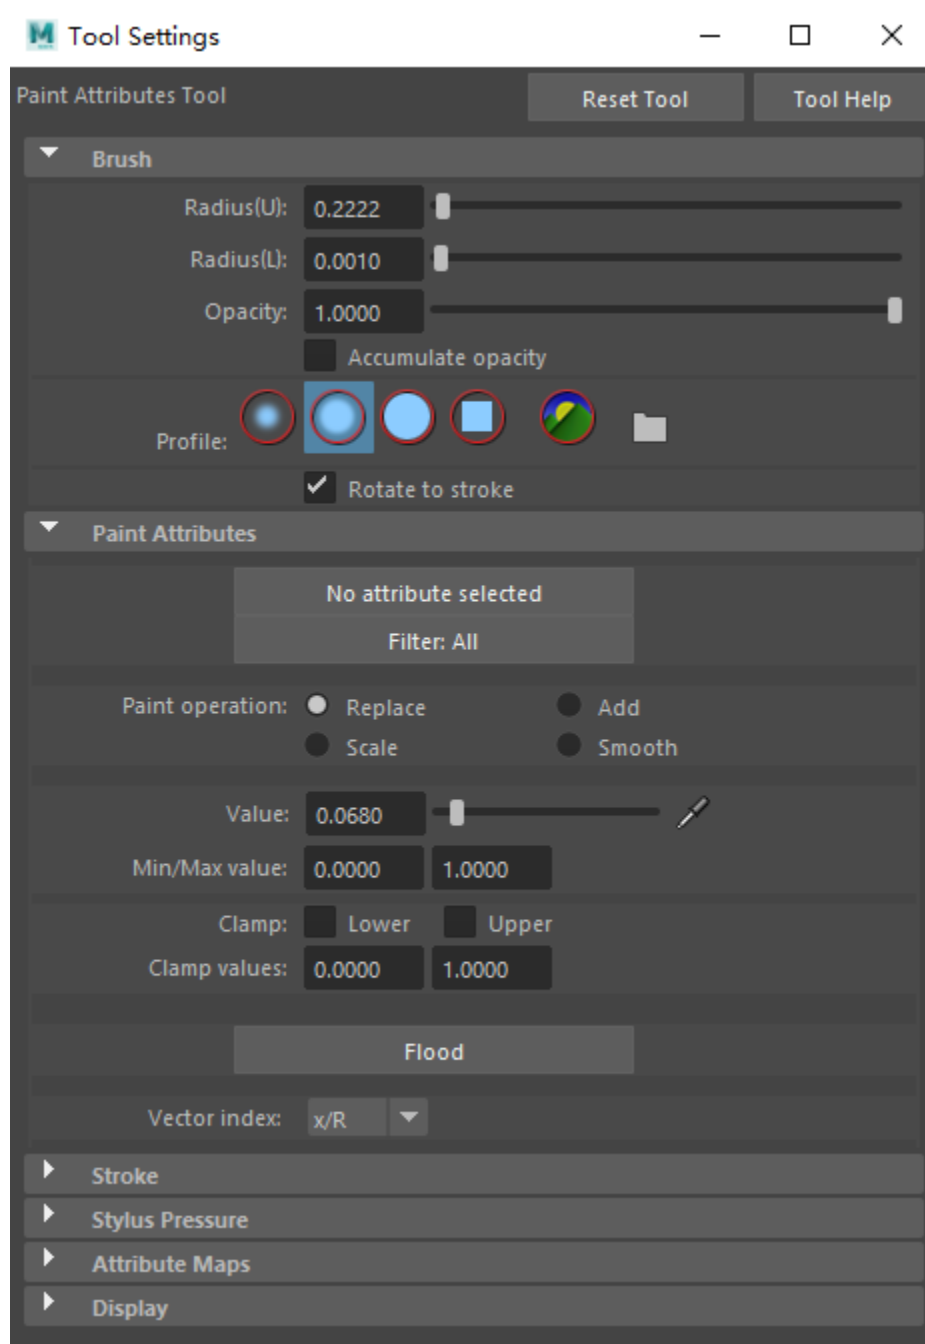 M Tool Settings
Paint Attributes Tool Reset Tool Tool Help
Brush
Radius(U): 0.2222
Radius(L): 0.0010
Opacity: 1.0000
Accumulate opacity
Profile:
Rotate to stroke
Paint Attributes
No attribute selected
Filter: All
Paint operation: Replace Add
Scale Smooth
Value: 0.0680
Min/Max value: 0.0000 1.0000
Clamp: Lower Upper
Clamp values: 0.0000 1.0000
Flood
Vector index: x/R
Stroke
Stylus Pressure
Attribute Maps
Display